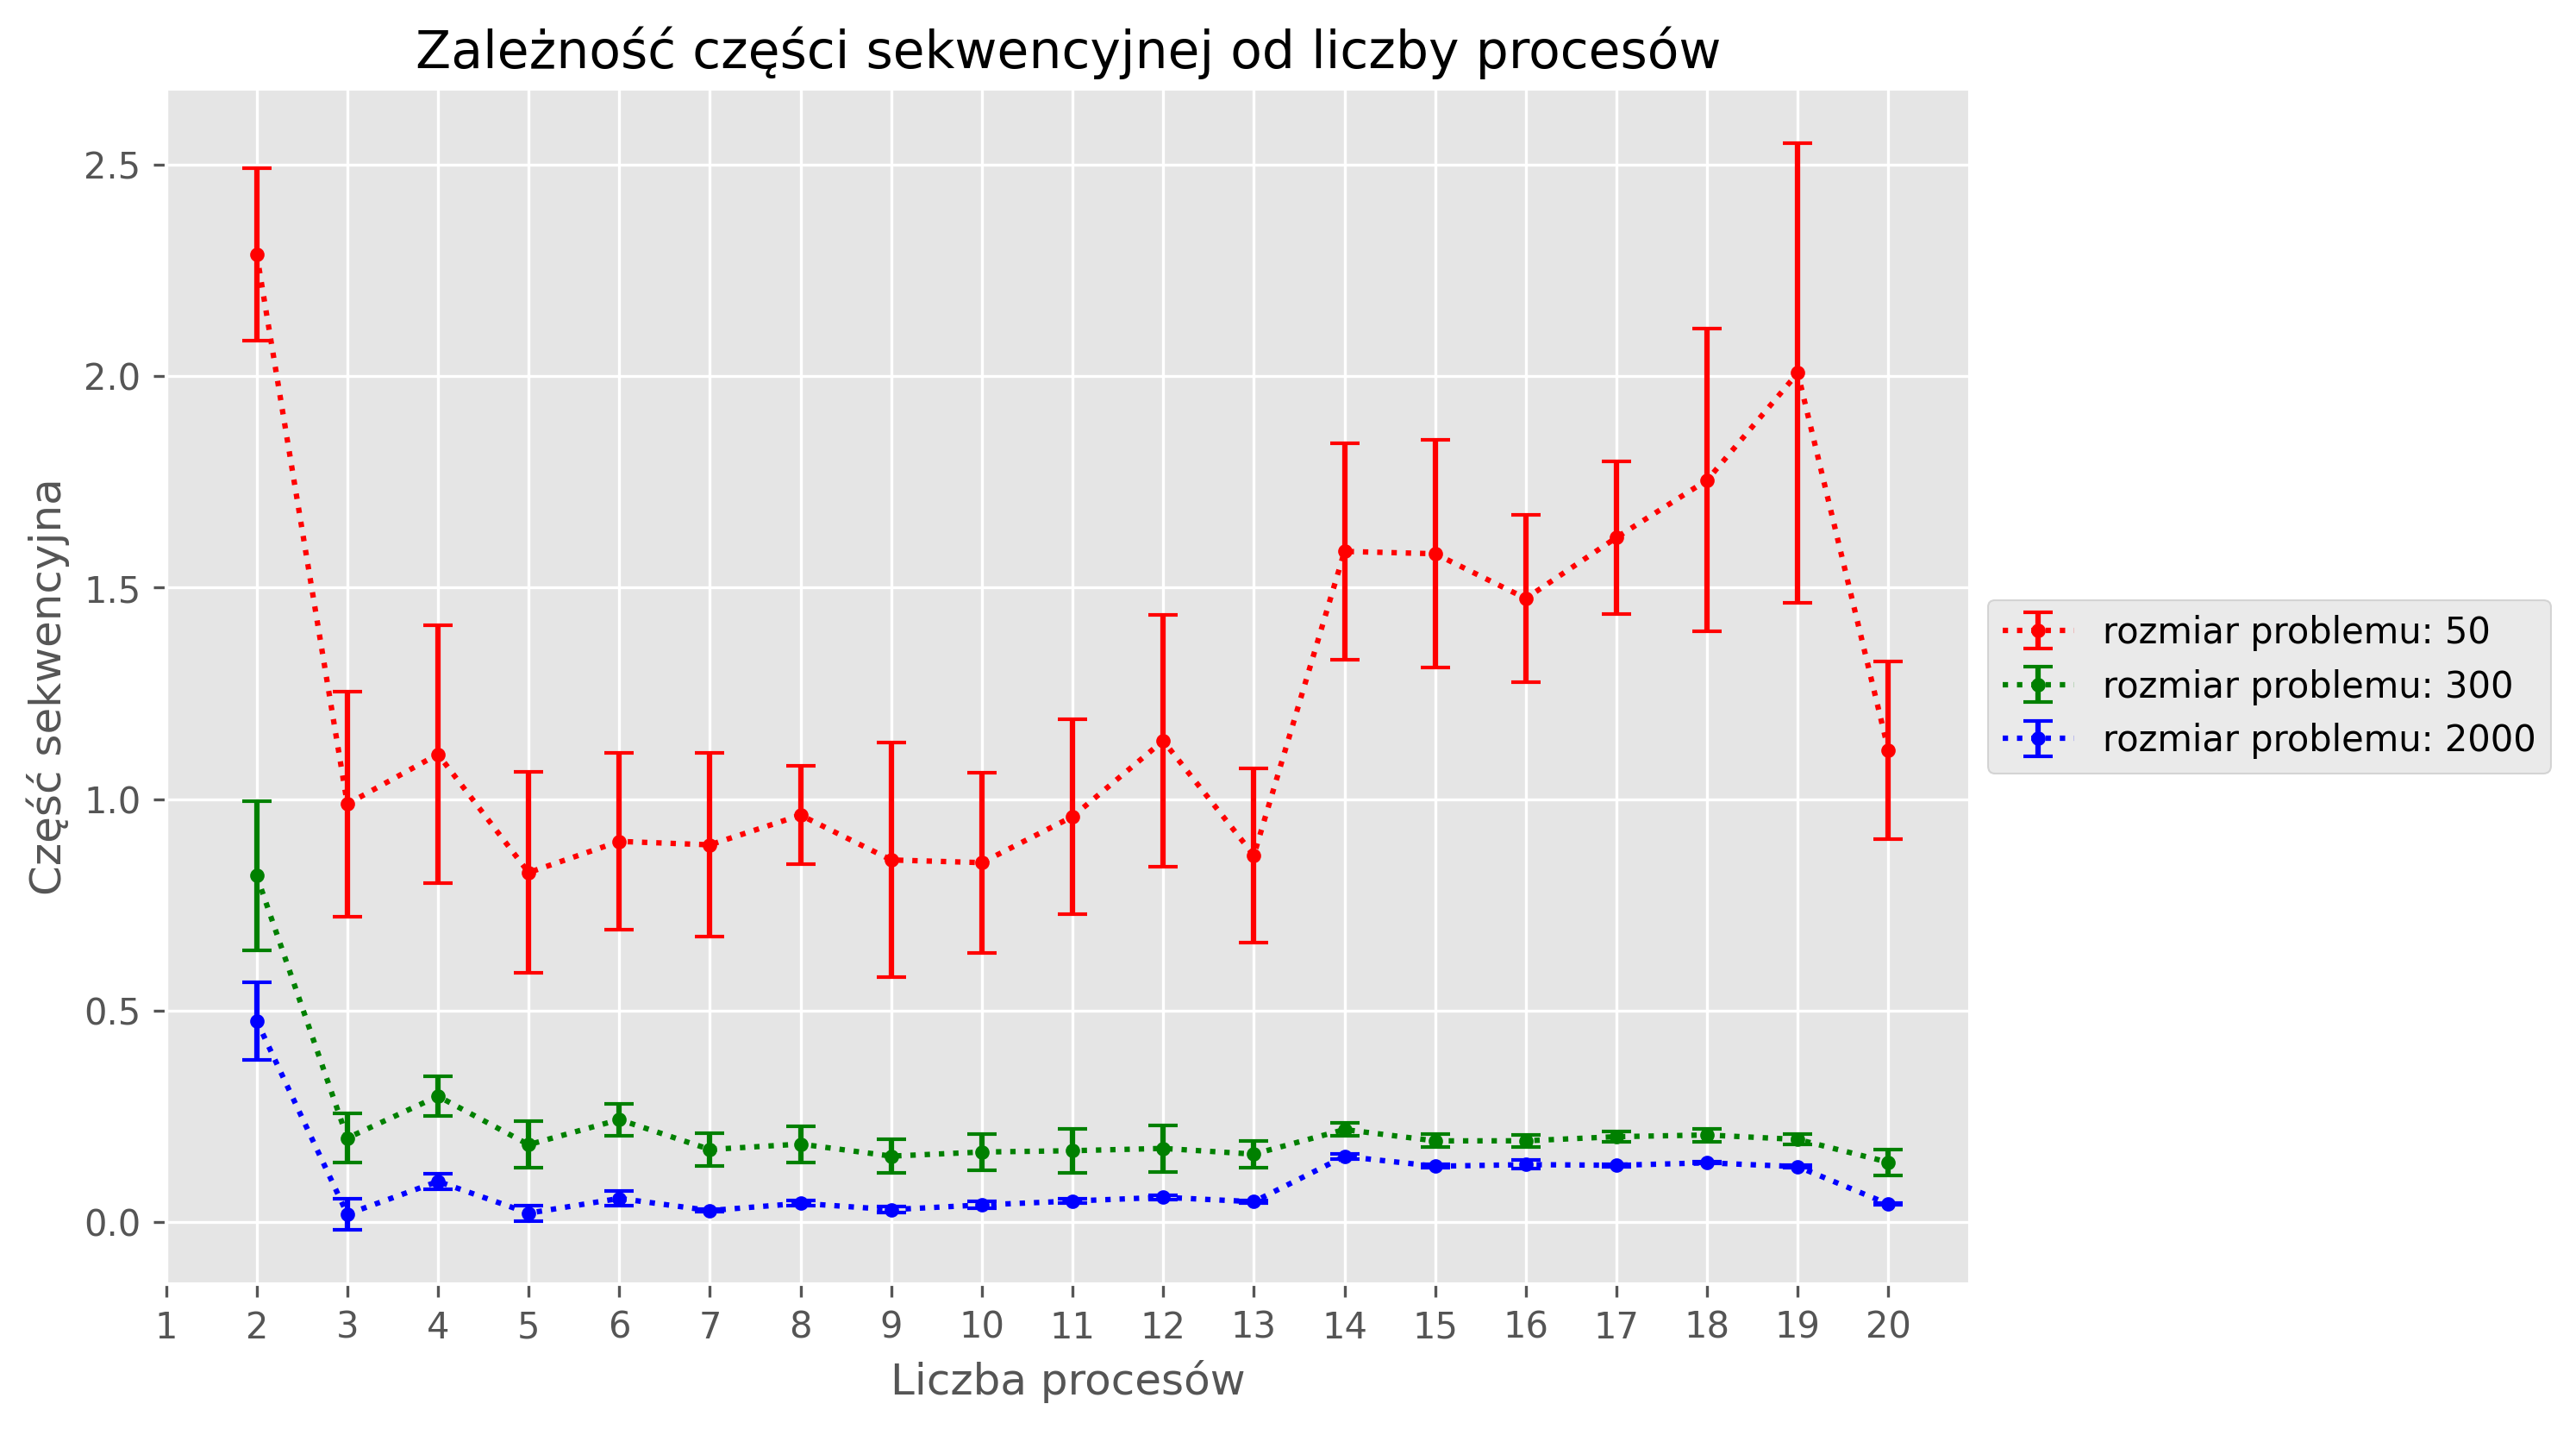 Zależność części sekwencyjnej od liczby procesów
Część sekwencyjna
2.5
2.0
1.5
1.0
0.5
0.0
1 2 3 4 5 6 7 8 9 10 11 12 13 14 15 16 17 18 19 20
Liczba procesów
rozmiar problemu: 50
rozmiar problemu: 300
rozmiar problemu: 2000